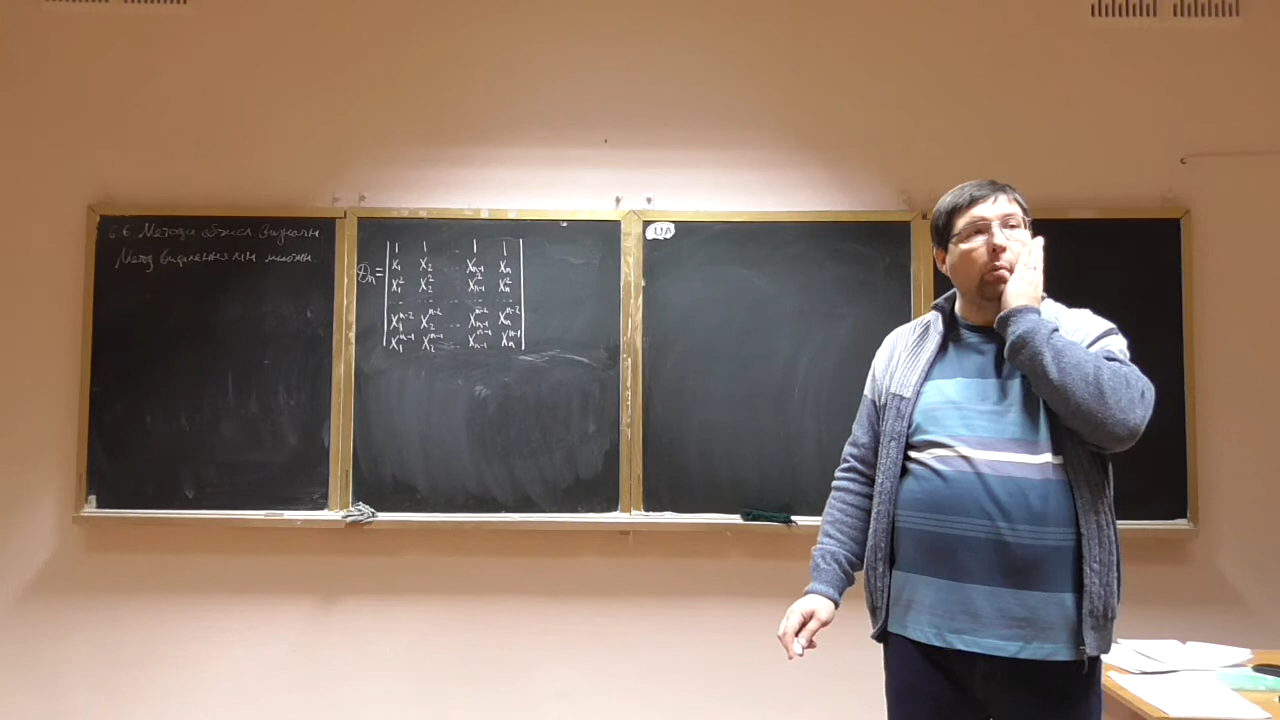 6.6. Методи обчисл визначн
Метод виділення лін множн.
1 1 .. 1 1
x_1 x_2 ... x_{n-1} x_n
D_n =
x_1^2 x_2^2 x_{n-1}^2 x_n^2
... ... ... ...
x_1^{n-2} x_2^{n-2} ... x_{n-1}^{n-2} x_n^{n-2}
x_1^{n-1} x_2^{n-1} ... x_{n-1}^{n-1} x_n^{n-1}
UA